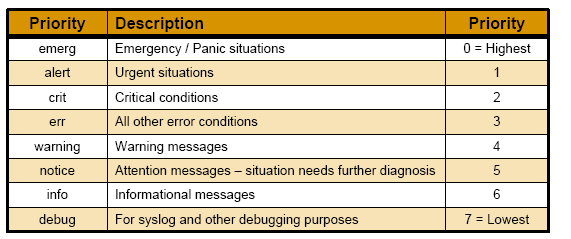 Priority Description Priority
emerg Emergency / Panic situations 0 = Highest
alert Urgent situations 1
crit Critical conditions 2
err All other error conditions 3
warning Warning messages 4
notice Attention messages – situation needs further diagnosis 5
info Informational messages 6
debug For syslog and other debugging purposes 7 = Lowest